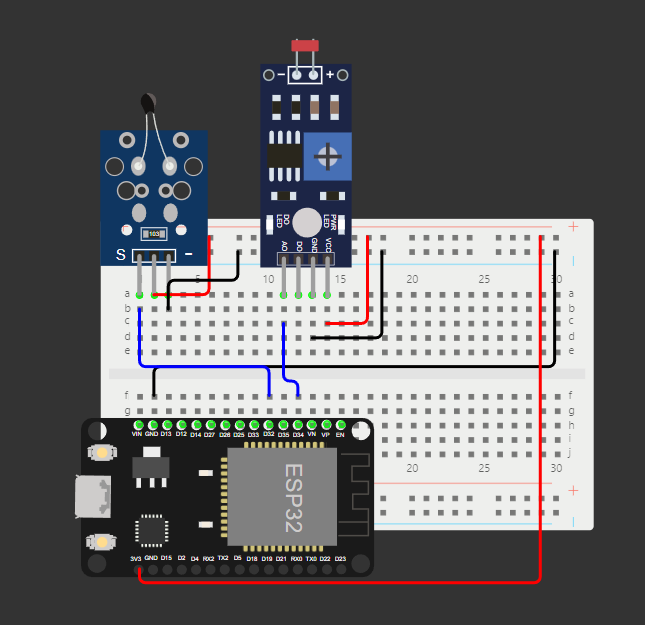 - +
DO
LED
PWR
LED
AO
DO
GND
VCC
103
S -
+
|
5 10 15 30
a a
b b
c c
d d
e e
f f
g g
h
i
j
VIN GND D13 D12 D14 D27 D26 D25 D33 D32 D35 D34 VN VP EN
20 25 30
ESP32
+
|
3V3 GND D15 D2 D4 RX2 TX2 D5 D18 D19 D21 RX0 TX0 D22 D23